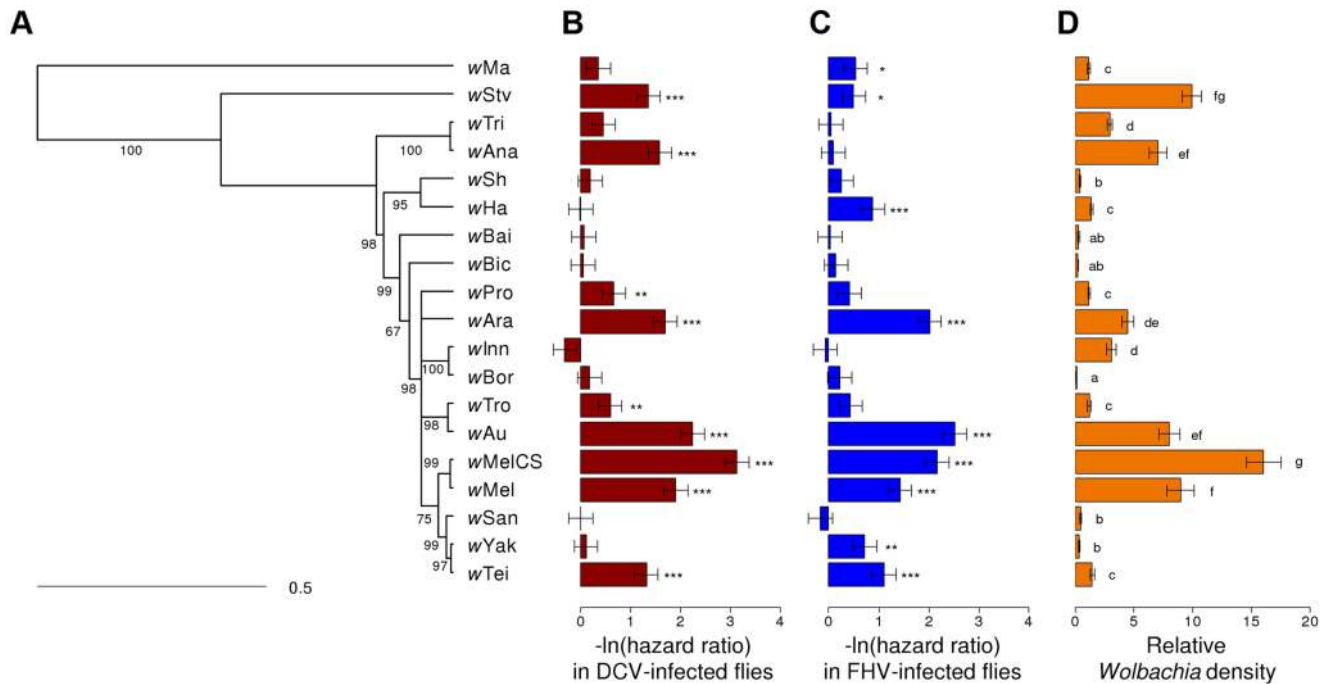 A B C D
wMa * c
wStv *** * fg
wTri d
wAna *** ef
wSh b
wHa *** c
wBai ab
wBic ab
wPro ** c
wAra *** *** de
wInn d
wBor a
wTro ** c
wAu *** *** ef
wMelCS *** *** g
wMel *** *** f
wSan b
wYak ** b
wTei *** *** c
100
100
95
98
99
67
100
98
98
99
75
99
97
0.5
0 1 2 3 4 0 1 2 3 4 0 5 10 15 20
-ln(hazard ratio) -ln(hazard ratio) Relative
in DCV-infected flies in FHV-infected flies Wolbachia density